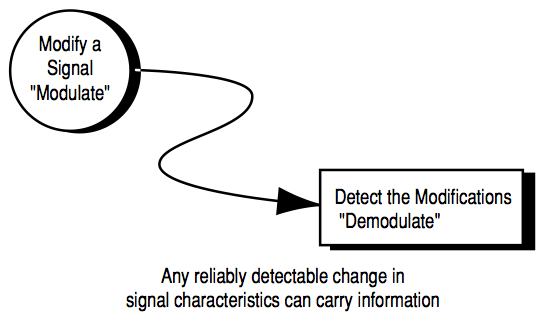 Modify a
Signal
"Modulate"
Detect the Modifications
"Demodulate"
Any reliably detectable change in
signal characteristics can carry information